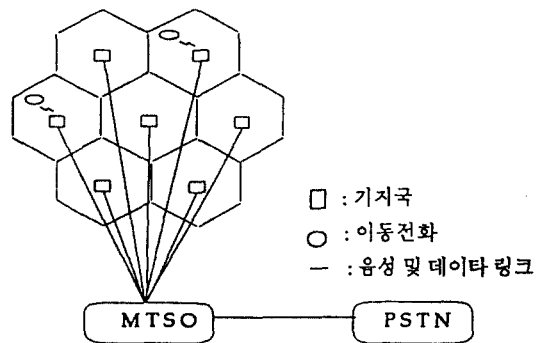 □ : 기지국
○ : 이동전화
─ : 음성 및 데이타 링크
MTSO
PSTN